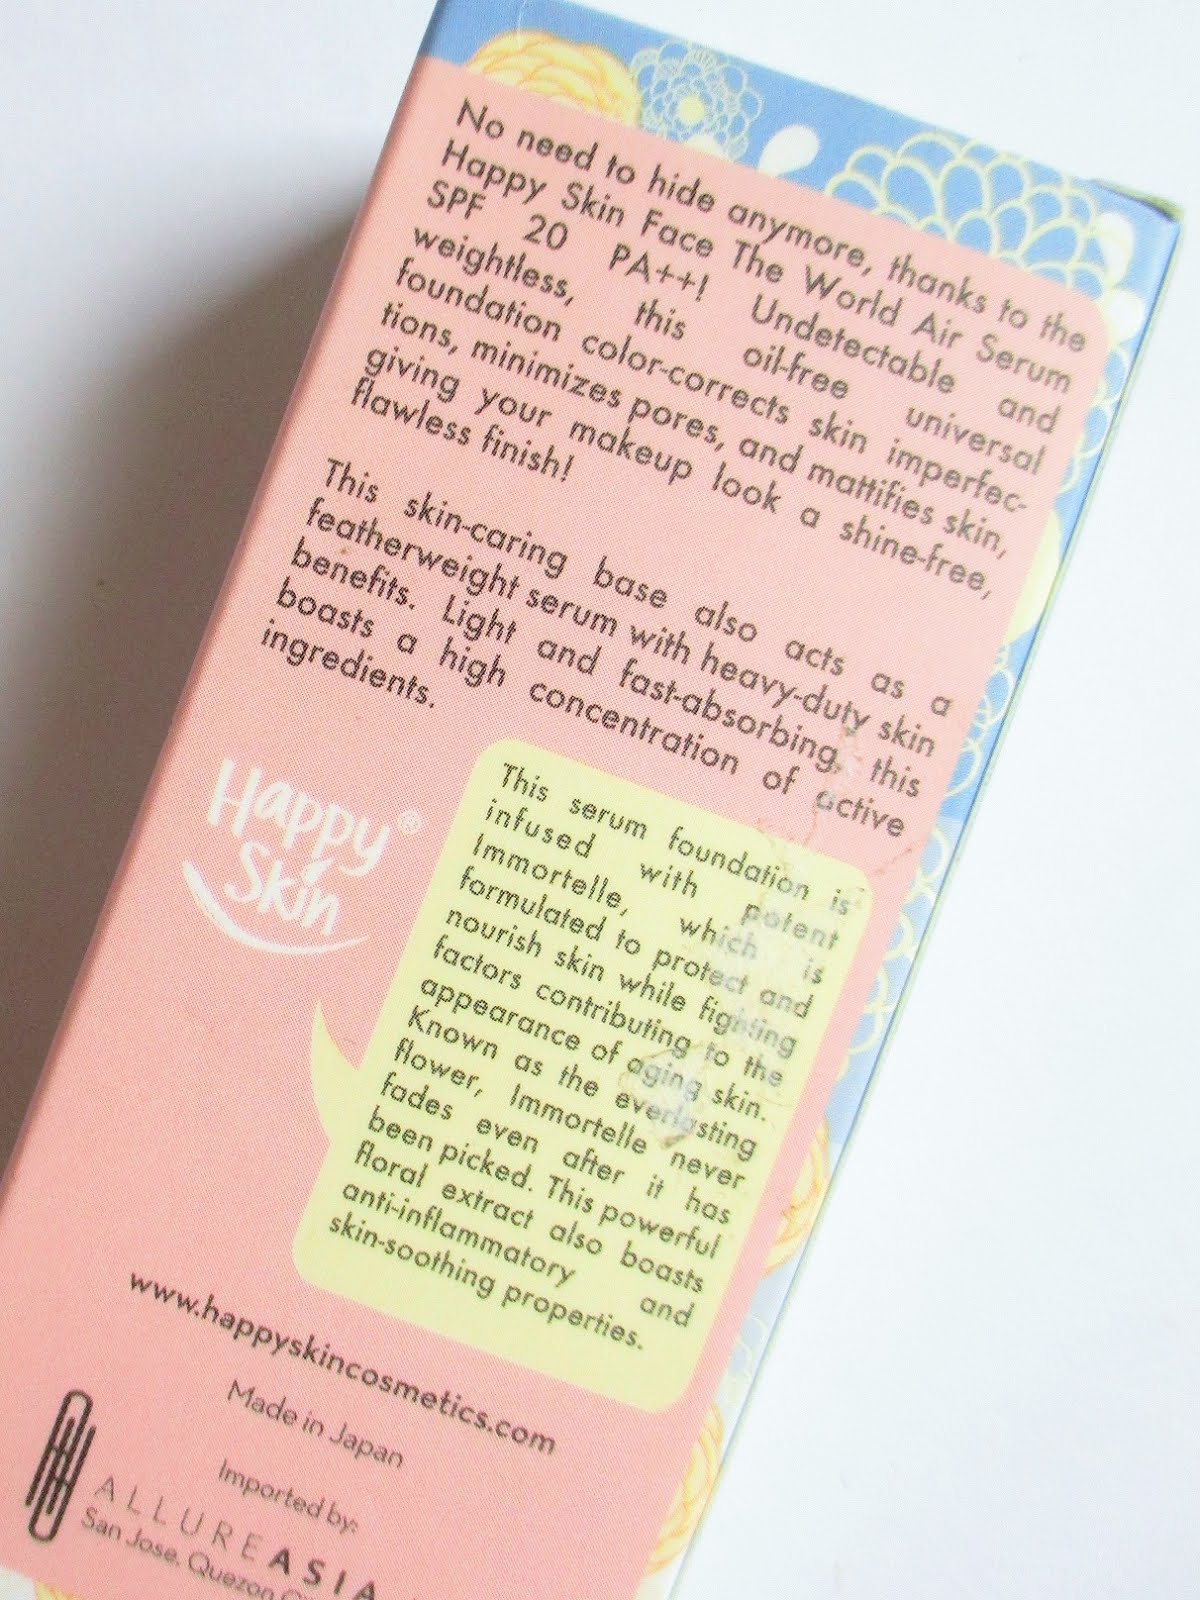 No need to hide anymore, thanks to the
Happy Skin Face The World Air Serum
SPF 20 PA++! Undetectable and
weightless, this oil-free universal
foundation color-corrects skin imperfec-
tions, minimizes pores, and mattifies skin,
giving your makeup look a shine-free,
flawless finish!
This skin-caring base also acts as a
featherweight serum with heavy-duty skin
benefits. Light and fast-absorbing, this
boasts a high concentration of active
ingredients.
Happy
Skin
This serum foundation is
infused with potent
Immortelle, which is
formulated to protect and
nourish skin while fighting
factors contributing to the
appearance of aging skin.
Known as the everlasting
flower, Immortelle never
fades even after it has
been picked. This powerful
floral extract also boasts
anti-inflammatory and
skin-soothing properties.
www.happyskincosmetics.com
Made in Japan
Imported by:
ALLUREASIA
San Jose, Quezon